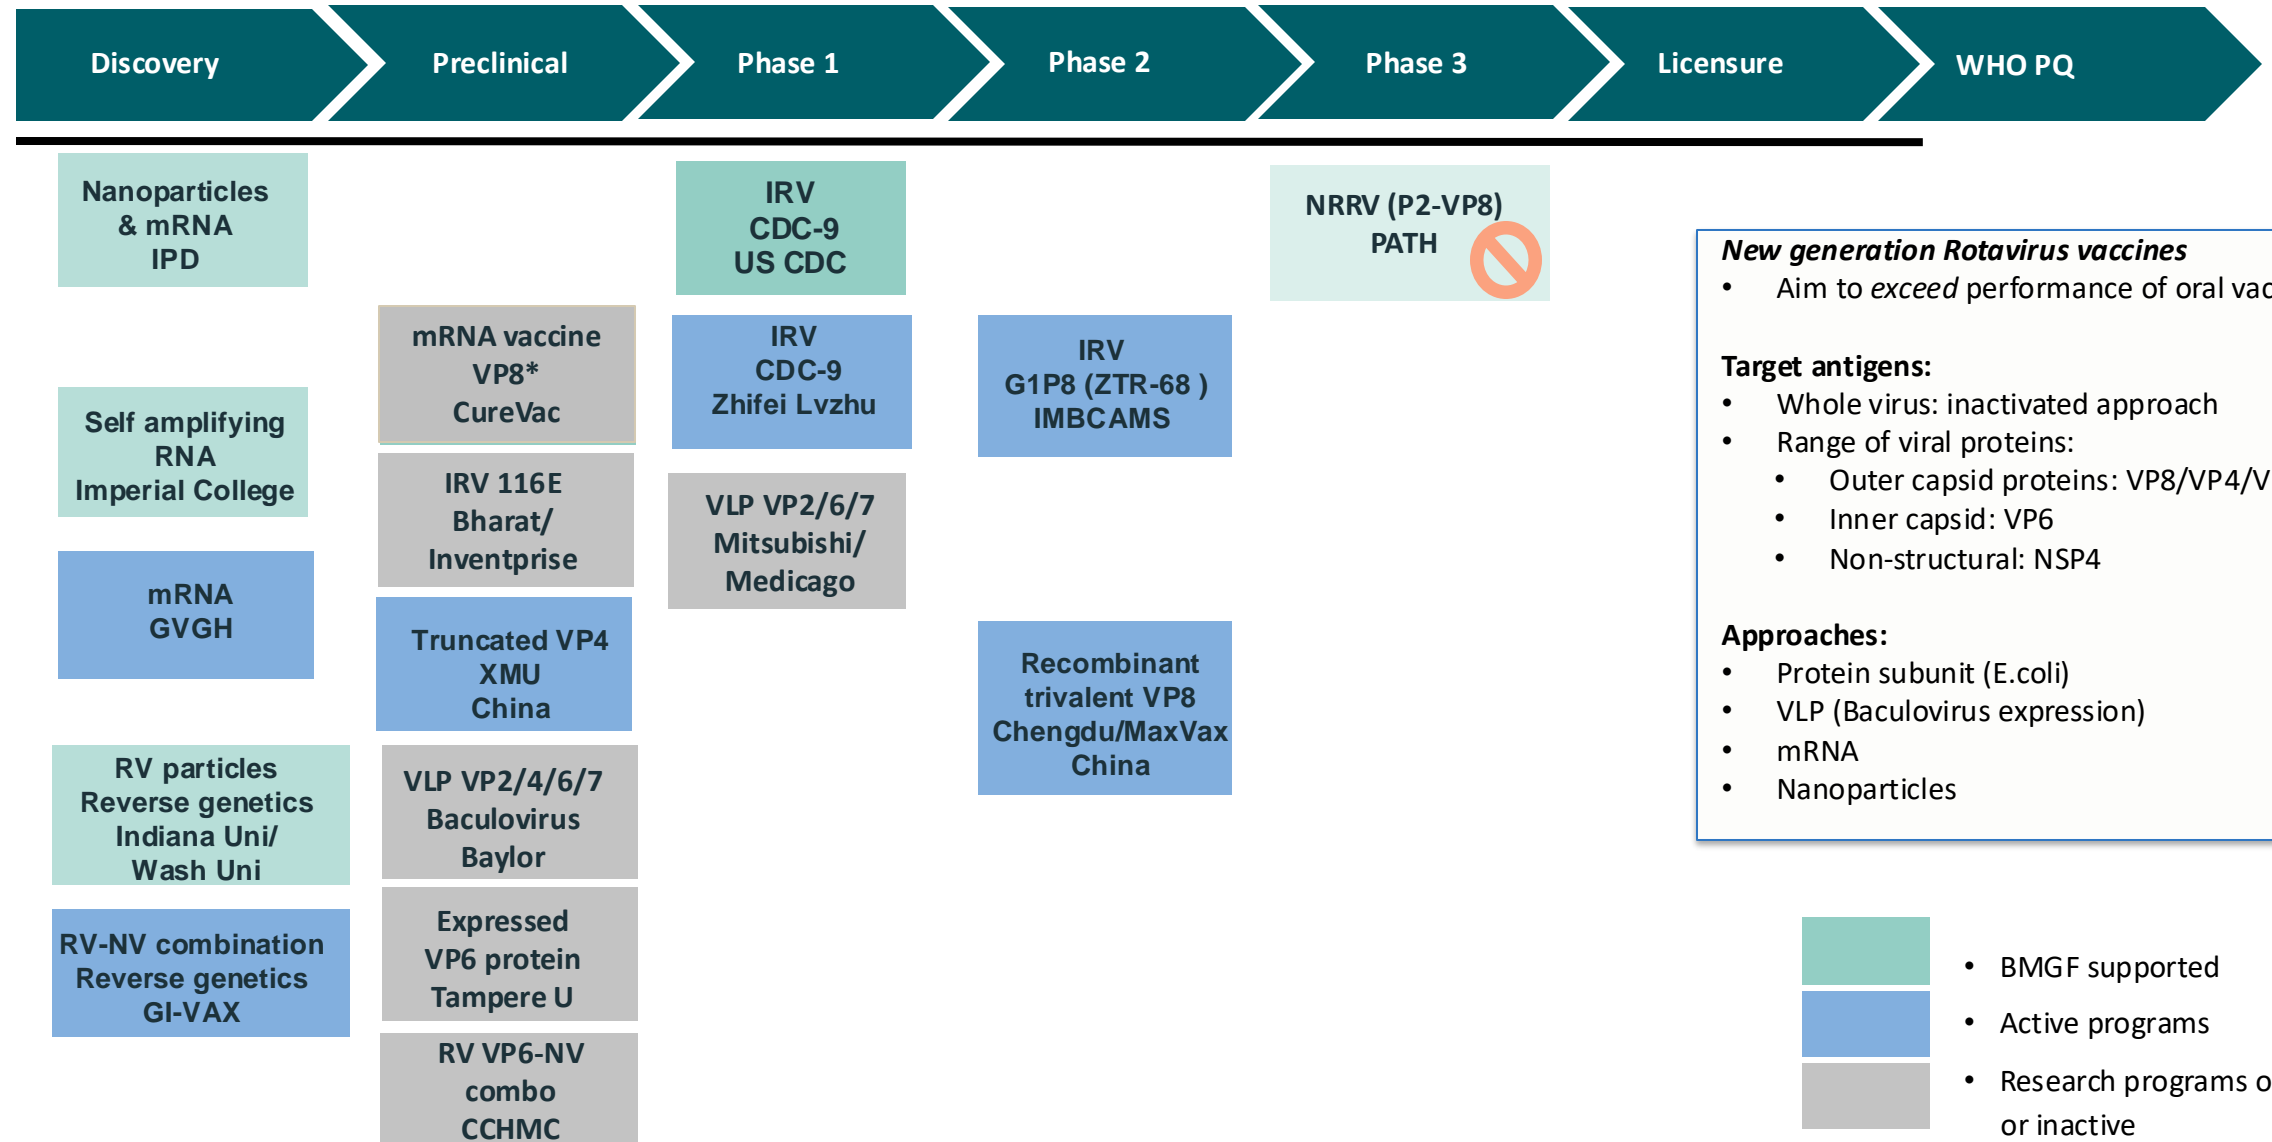 Discovery
Preclinical
Phase 1
Phase 2
Phase 3
Licensure
WHO PQ
Nanoparticles
& mRNA
IPD
Self amplifying
RNA
Imperial College
mRNA
GVGH
RV particles
Reverse genetics
Indiana Uni/
Wash Uni
RV-NV combination
Reverse genetics
GI-VAX
mRNA vaccine
VP8*
CureVac
IRV 116E
Bharat/
Inventprise
Truncated VP4
XMU
China
VLP VP2/4/6/7
Baculovirus
Baylor
Expressed
VP6 protein
Tampere U
RV VP6-NV
combo
CCHMC
IRV
CDC-9
US CDC
IRV
CDC-9
Zhifei Lvzhu
VLP VP2/6/7
Mitsubishi/
Medicago
IRV
G1P8 (ZTR-68 )
IMBCAMS
Recombinant
trivalent VP8
Chengdu/MaxVax
China
NRRV (P2-VP8)
PATH
New generation Rotavirus vaccines
• Aim to exceed performance of oral
Target antigens:
• Whole virus: inactivated approach
• Range of viral proteins:
• Outer capsid proteins: VP8/VP4/
• Inner capsid: VP6
• Non-structural: NSP4
Approaches:
• Protein subunit (E.coli)
• VLP (Baculovirus expression)
• mRNA
• Nanoparticles
• BMGF supported
• Active programs
• Research programs
or inactive